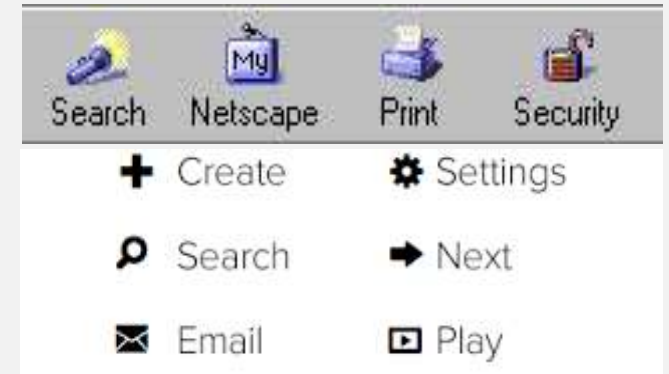 My
Search Netscape Print Security
Create Settings
Search Next
Email Play